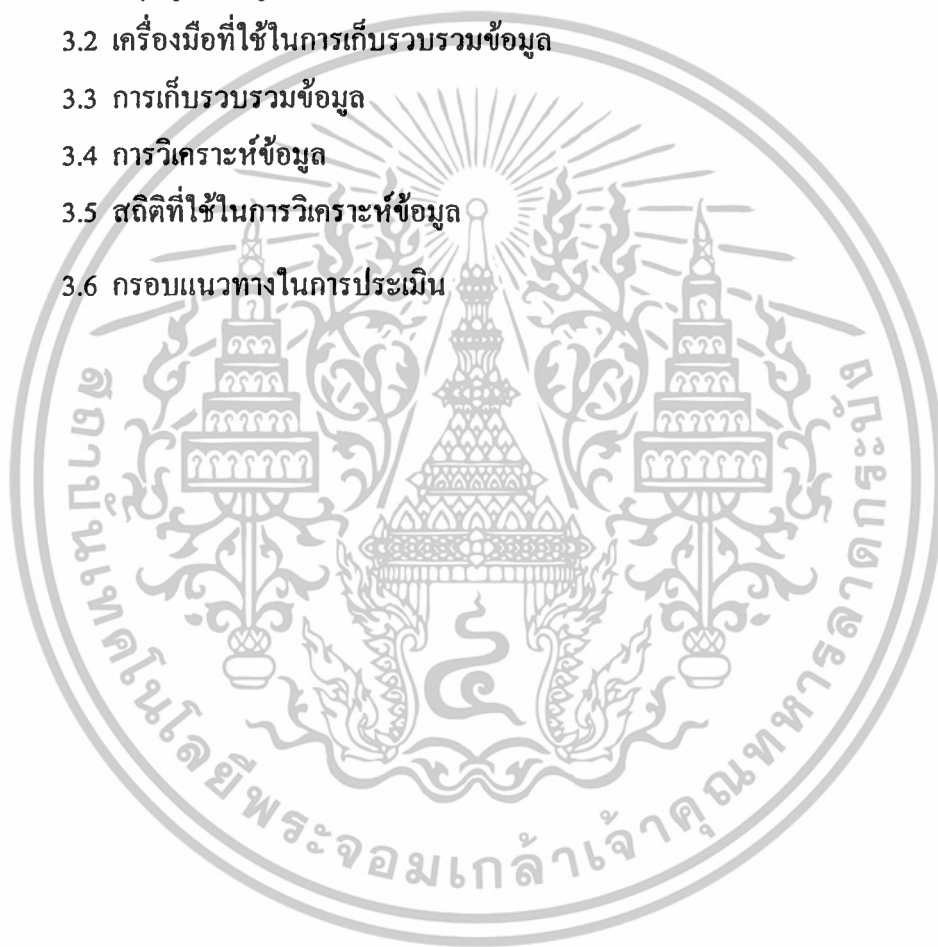 3.2 เครื่องมือที่ใช้ในการเก็บรวบรวมข้อมูล
3.3 การเก็บรวบรวมข้อมูล
3.4 การวิเคราะห์ข้อมูล
3.5 สถิติที่ใช้ในการวิเคราะห์ข้อมูล
3.6 กรอบแนวทางในการประเมิน
สถาบันเทคโนโลยีพระจอมเกล้าเจ้าคุณทหารลาดกระบัง
๔